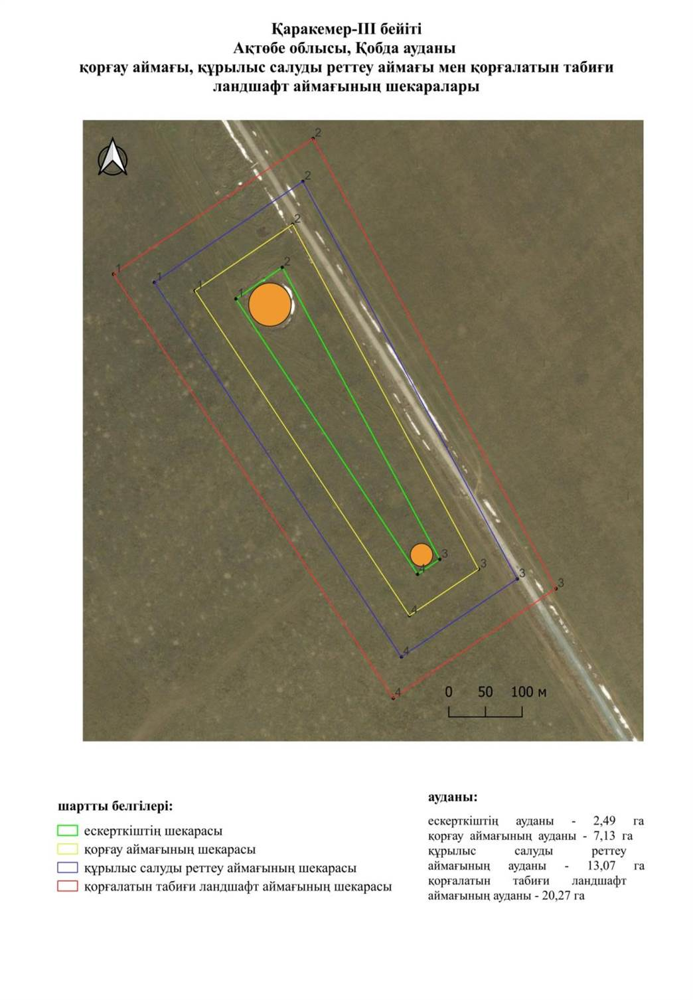 Қаракемер-III бейіті
Ақтөбе облысы, Қобда ауданы
қорғау аймағы, құрылыс салуды реттеу аймағы мен қорғалатын табиғи
ландшафт аймағының шекаралары
2
2
2
1
1
1
2
1
3
4
3
3
3
4
4
4
0 50 100 м
шартты белгілері:
ескерткіштің шекарасы
қорғау аймағының шекарасы
құрылыс салуды реттеу аймағының шекарасы
қорғалатын табиғи ландшафт аймағының шекарасы
ауданы:
ескерткіштің ауданы - 2,49 га
қорғау аймағының ауданы - 7,13 га
құрылыс салуды реттеу
аймағының ауданы - 13,07 га
қорғалатын табиғи ландшафт
аймағының ауданы - 20,27 га